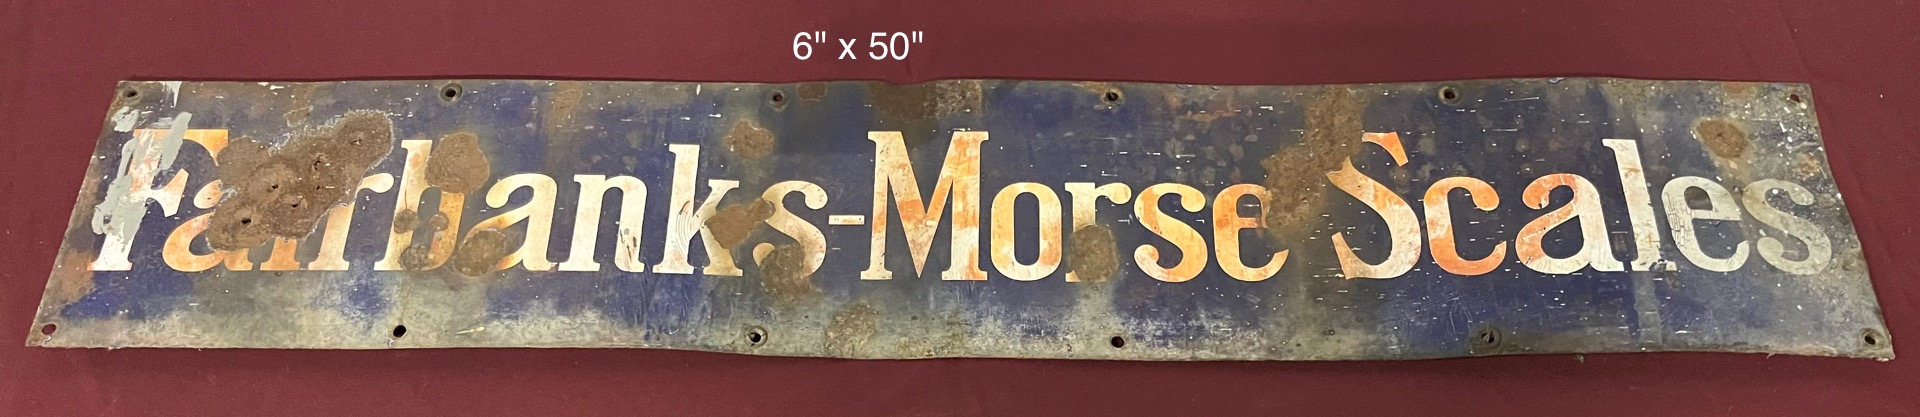 6" x 50"
Fairbanks-Morse Scales